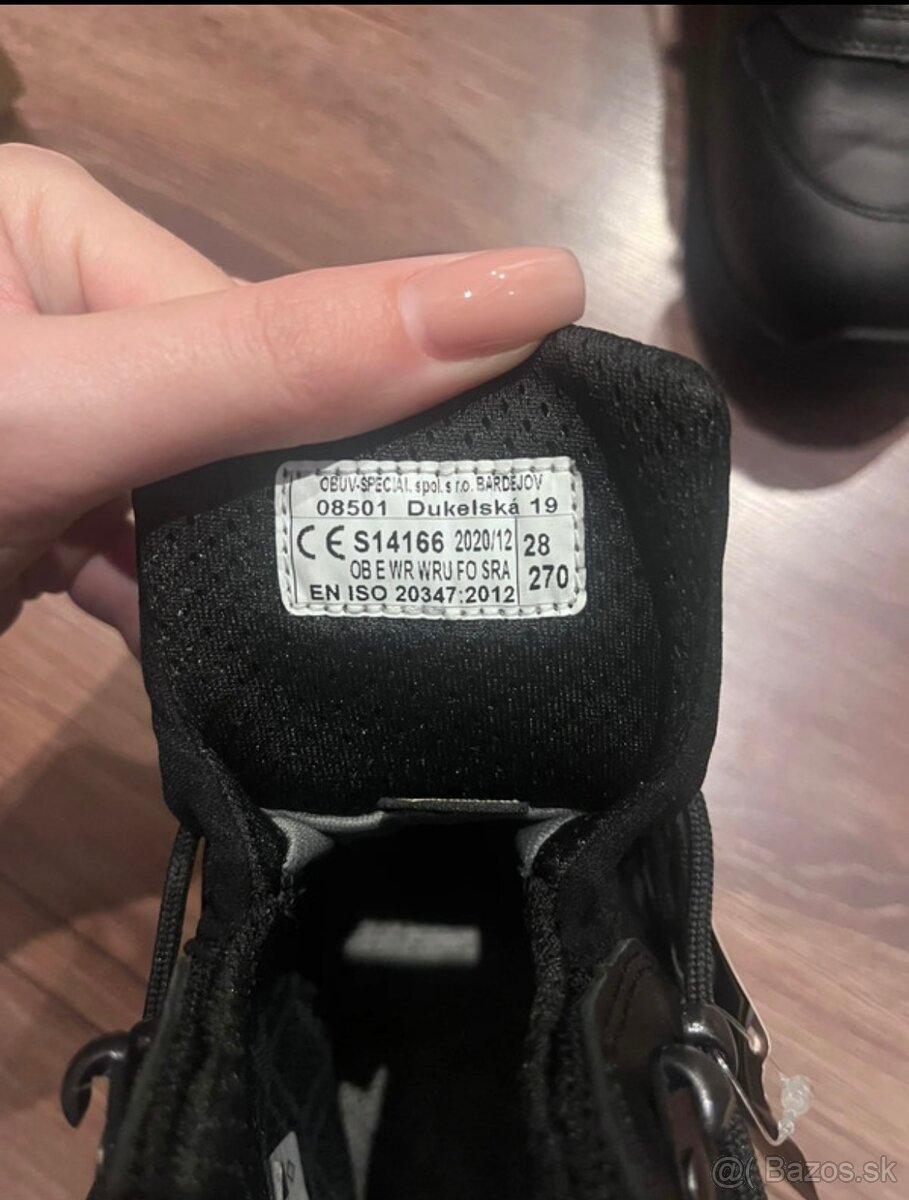 OBUV-ŠPECIÁL spol. s r.o. BARDEJOV
08501 Dukelská 19
CE S14166 2020/12 28
OB E WR WRU FO SRA 270
EN ISO 20347:2012
@( Bazos.sk